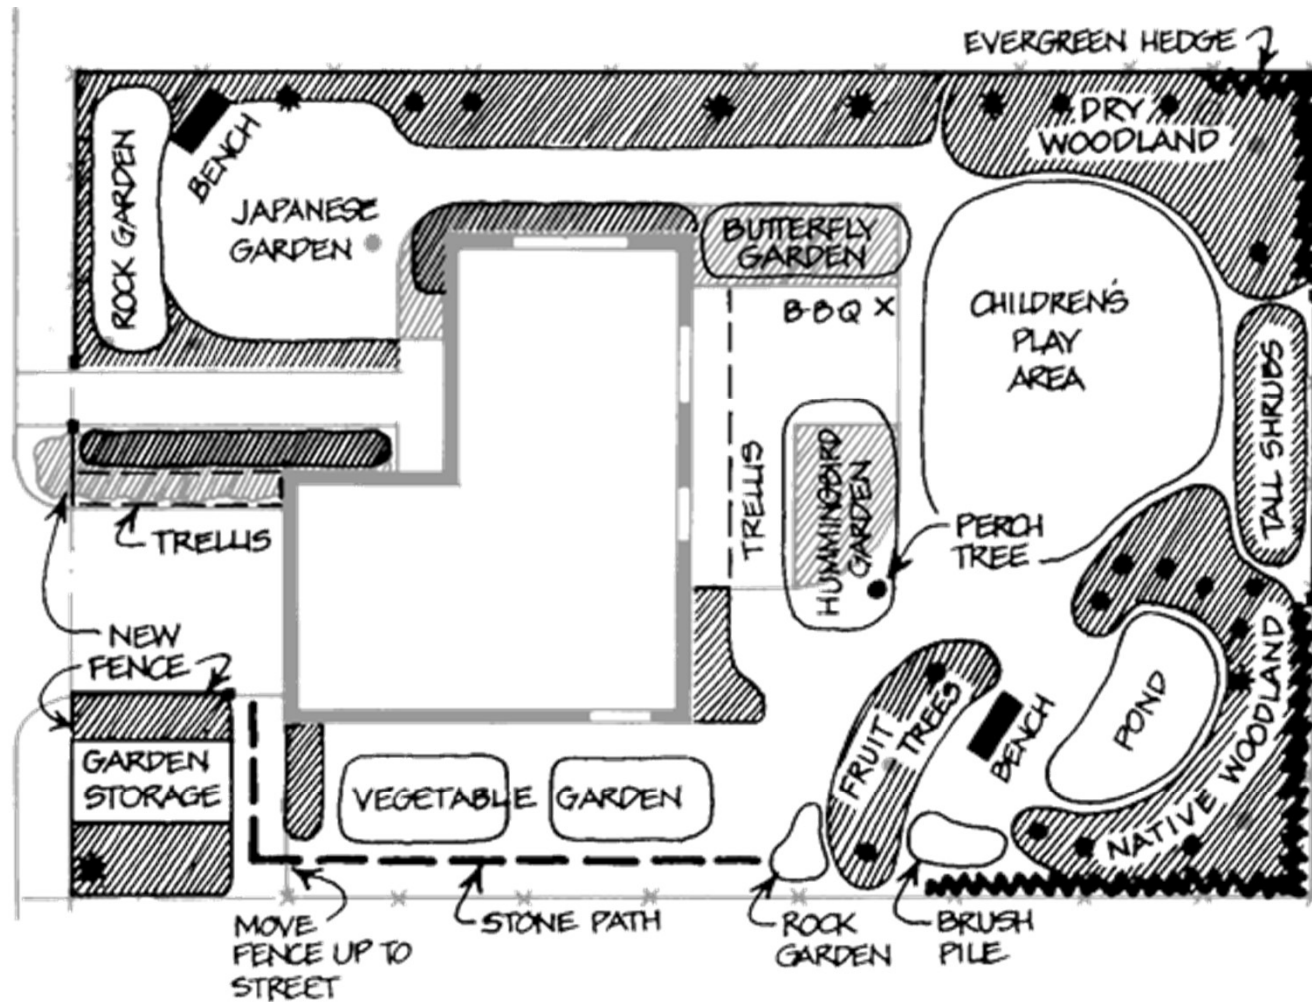 EVERGREEN HEDGE
DRY
WOODLAND
ROCK GARDEN
BENCH
JAPANESE
GARDEN
BUTTERFLY
GARDEN
B-B-Q X
CHILDREN'S
PLAY
AREA
TALL SHRUBS
TRELLIS
HUMMINGBIRD
GARDEN
PERCH
TREE
TRELLIS
NEW
FENCE
GARDEN
STORAGE
VEGETABLE GARDEN
FRUIT
TREES
BENCH
POND
NATIVE WOODLAND
MOVE
FENCE UP TO
STREET
STONE PATH
ROCK
GARDEN
BRUSH
PILE